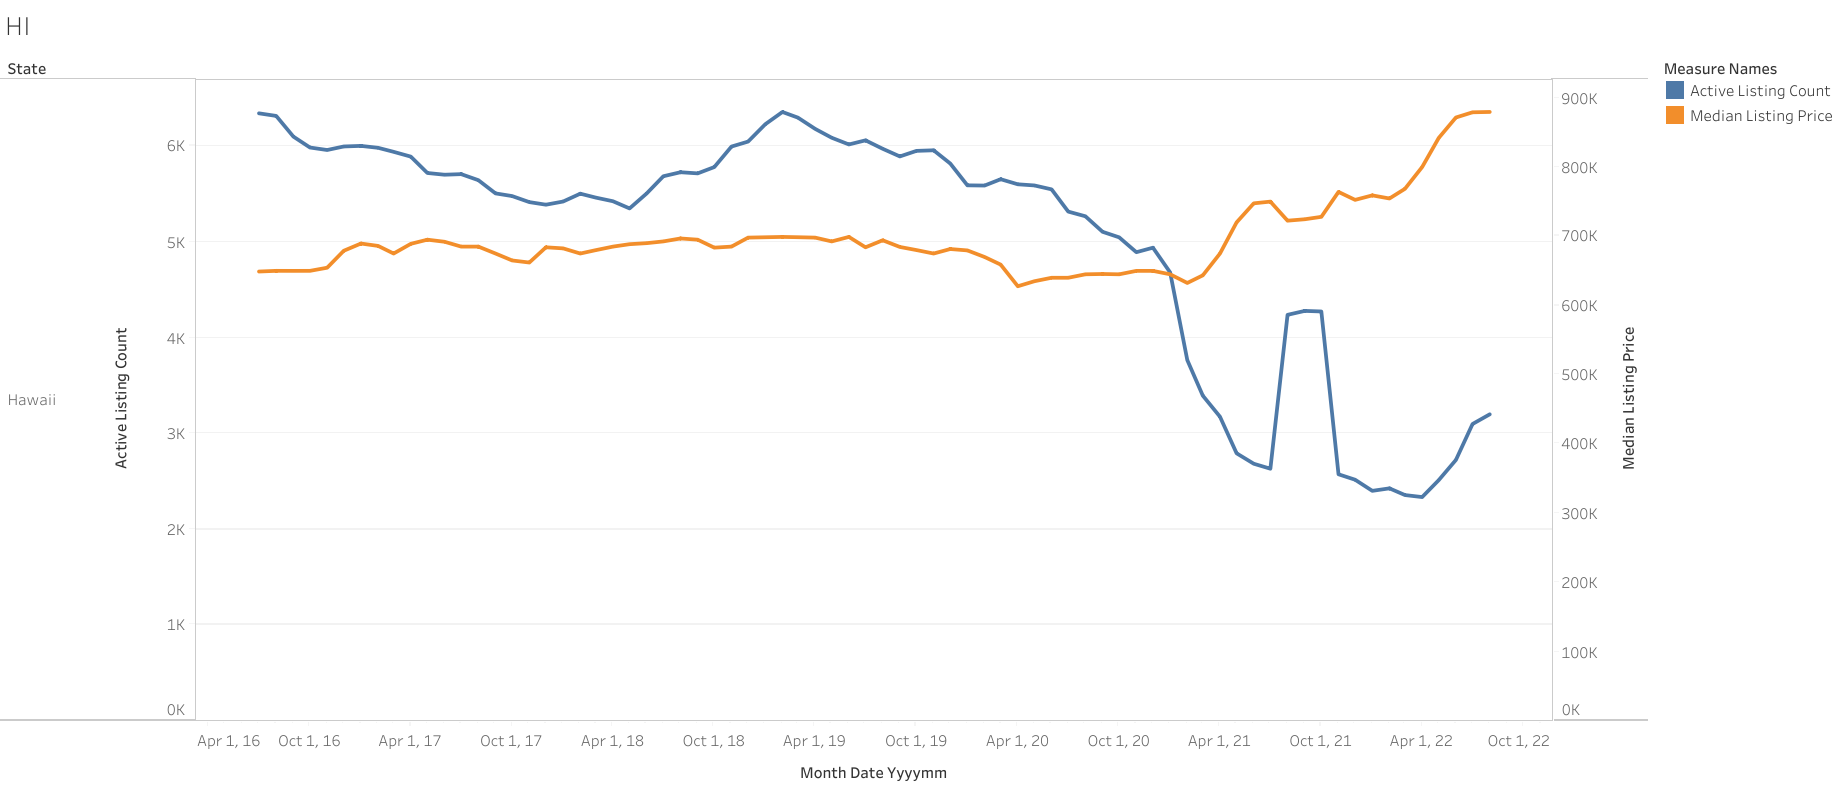 HI
State
Hawaii
Active Listing Count
6K
5K
4K
3K
2K
1K
0K
900K
800K
700K
600K
500K
400K
300K
200K
100K
0K
Median Listing Price
Apr 1, 16
Oct 1, 16
Apr 1, 17
Oct 1, 17
Apr 1, 18
Oct 1, 18
Apr 1, 19
Oct 1, 19
Apr 1, 20
Oct 1, 20
Apr 1, 21
Oct 1, 21
Apr 1, 22
Oct 1, 22
Month Date Yyyymm
Measure Names
Active Listing Count
Median Listing Price